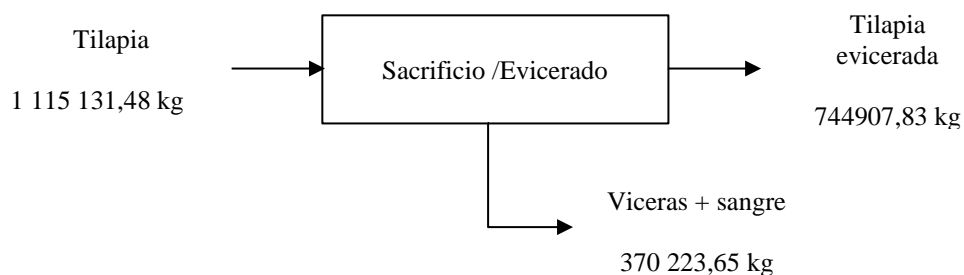 Tilapia
1 115 131,48 kg
Sacrificio /Evicerado
Tilapia
evicerada
744907,83 kg
Viceras + sangre
370 223,65 kg